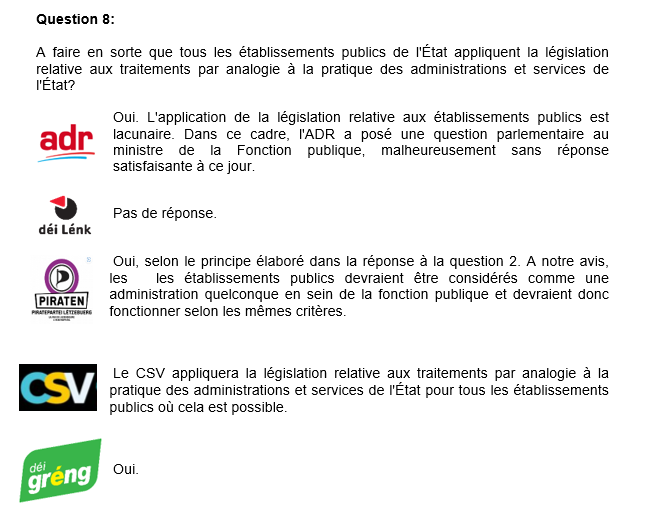 Question 8:
A faire en sorte que tous les établissements publics de l'État appliquent la législation
relative aux traitements par analogie à la pratique des administrations et services de
l'État?
Oui. L'application de la législation relative aux établissements publics est
lacunaire. Dans ce cadre, l'ADR a posé une question parlementaire au
ministre de la Fonction publique, malheureusement sans réponse
satisfaisante à ce jour.
adr
déi Lénk
Pas de réponse.
Oui, selon le principe élaboré dans la réponse à la question 2. A notre avis,
les les établissements publics devraient être considérés comme une
administration quelconque en sein de la fonction publique et devraient donc
fonctionner selon les mêmes critères.
PIRATEN
PIRATEPARTEI LËTZEBUERG
Le CSV appliquera la législation relative aux traitements par analogie à la
pratique des administrations et services de l'État pour tous les établissements
publics où cela est possible.
CSV
déi
gréng
Oui.